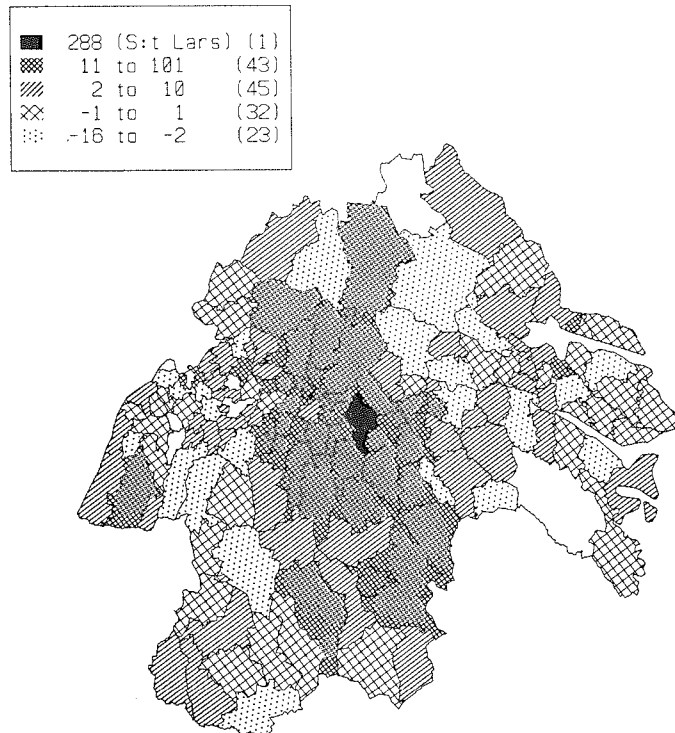 288 (S:t Lars) (1)
11 to 101 (43)
2 to 10 (45)
-1 to 1 (32)
-16 to -2 (23)